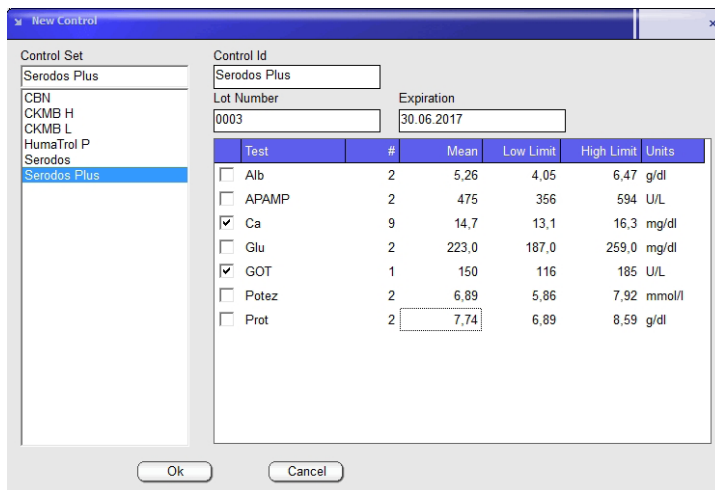 New Control
Control Set
Serodos Plus
CBN
CKMB H
CKMB L
HumaTrol P
Serodos
Serodos Plus
Control Id
Serodos Plus
Lot Number Expiration
0003 30.06.2017
Test # Mean Low Limit High Limit Units
Alb 2 5,26 4,05 6,47 g/dl
APAMP 2 475 356 594 U/L
Ca 9 14,7 13,1 16,3 mg/dl
Glu 2 223,0 187,0 259,0 mg/dl
GOT 1 150 116 185 U/L
Potez 2 6,89 5,86 7,92 mmol/l
Prot 2 7,74 6,89 8,59 g/dl
Ok Cancel